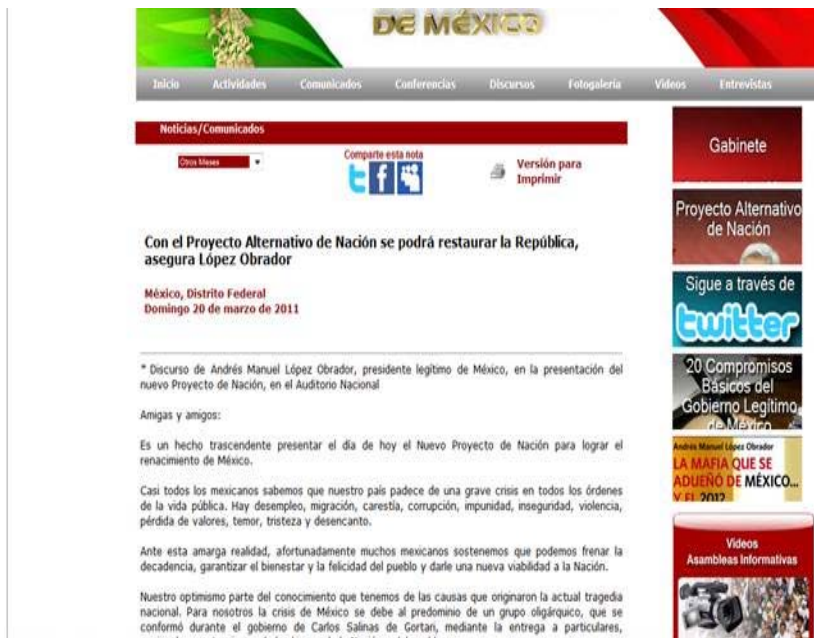 DE MÉXICO
Inicio Actividades Comunicados Conferencias Discursos Fotogalería Videos Entrevistas
Noticias/Comunicados
Otros Meses
Comparte esta nota
Versión para
Imprimir
Con el Proyecto Alternativo de Nación se podrá restaurar la República,
asegura López Obrador
México, Distrito Federal
Domingo 20 de marzo de 2011
* Discurso de Andrés Manuel López Obrador, presidente legítimo de México, en la presentación del
nuevo Proyecto de Nación, en el Auditorio Nacional
Amigas y amigos:
Es un hecho trascendente presentar el día de hoy el Nuevo Proyecto de Nación para lograr el
renacimiento de México.
Casi todos los mexicanos sabemos que nuestro país padece de una grave crisis en todos los órdenes
de la vida pública. Hay desempleo, migración, carestía, corrupción, impunidad, inseguridad, violencia,
pérdida de valores, temor, tristeza y desencanto.
Ante esta amarga realidad, afortunadamente muchos mexicanos sostenemos que podemos frenar la
decadencia, garantizar el bienestar y la felicidad del pueblo y darle una nueva viabilidad a la Nación.
Nuestro optimismo parte del conocimiento que tenemos de las causas que originaron la actual tragedia
nacional. Para nosotros la crisis de México se debe al predominio de un grupo oligárquico, que se
conformó durante el gobierno de Carlos Salinas de Gortari, mediante la entrega a particulares,
Gabinete
Proyecto Alternativo
de Nación
Sigue a través de
twitter
20 Compromisos
Básicos del
Gobierno Legítimo
de México
Andrés Manuel López Obrador
LA MAFIA QUE SE
ADUEÑÓ DE MÉXICO...
Y EL 2012
Videos
Asambleas Informativas